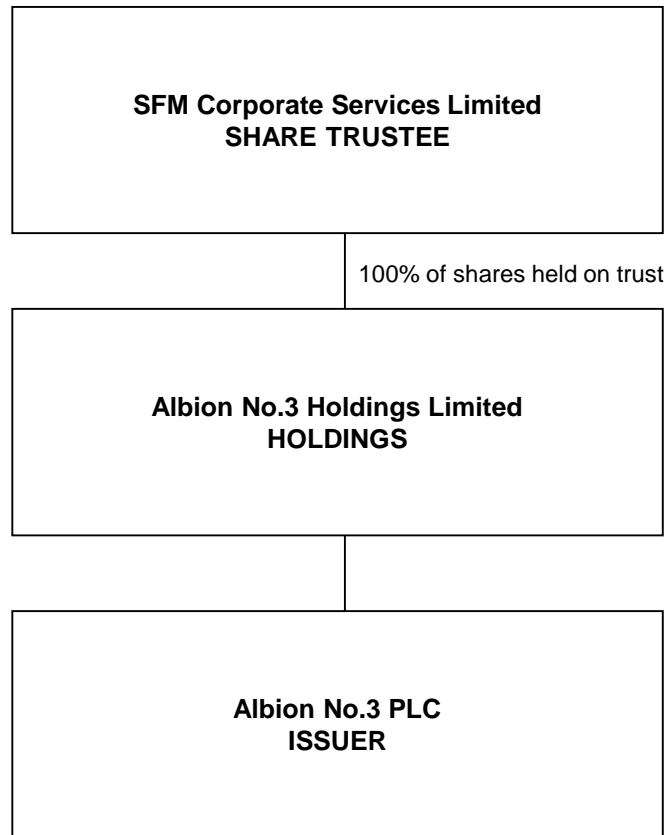 SFM Corporate Services Limited
SHARE TRUSTEE
100% of shares held on trust
Albion No.3 Holdings Limited
HOLDINGS
Albion No.3 PLC
ISSUER